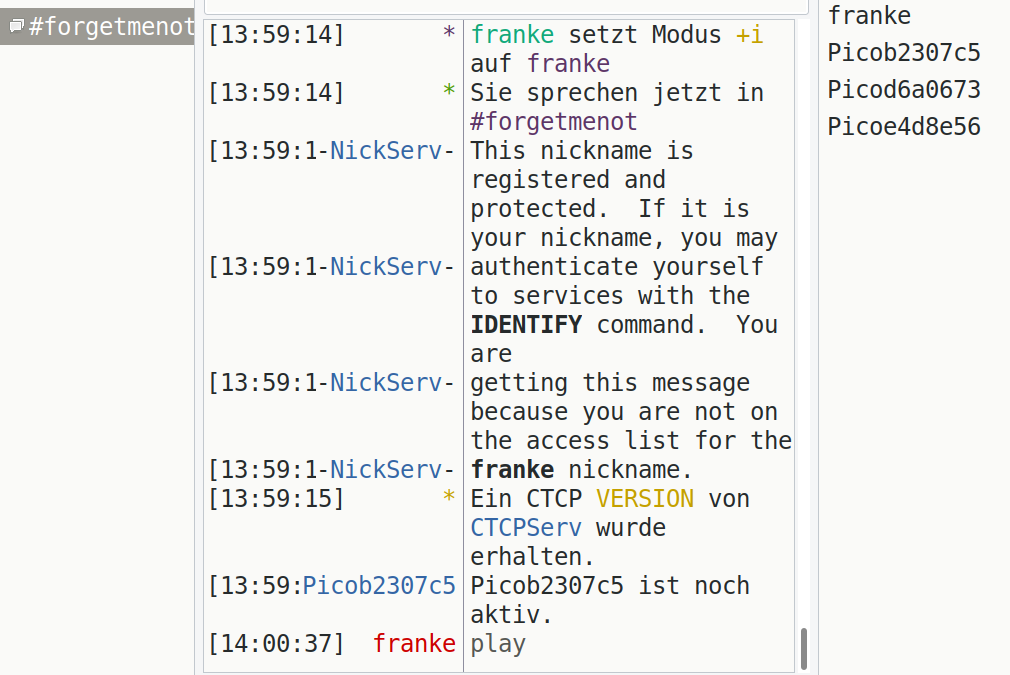 #forgetmenot
[13:59:14] * franke setzt Modus +i
auf franke
[13:59:14] * Sie sprechen jetzt in
#forgetmenot
[13:59:1-NickServ- This nickname is
registered and
protected.  If it is
your nickname, you may
[13:59:1-NickServ- authenticate yourself
to services with the
IDENTIFY command.  You
are
[13:59:1-NickServ- getting this message
because you are not on
the access list for the
[13:59:1-NickServ- franke nickname.
[13:59:15] * Ein CTCP VERSION von
CTCPServ wurde
erhalten.
[13:59:Picob2307c5 Picob2307c5 ist noch
aktiv.
[14:00:37] franke play
franke
Picob2307c5
Picod6a0673
Picoe4d8e56